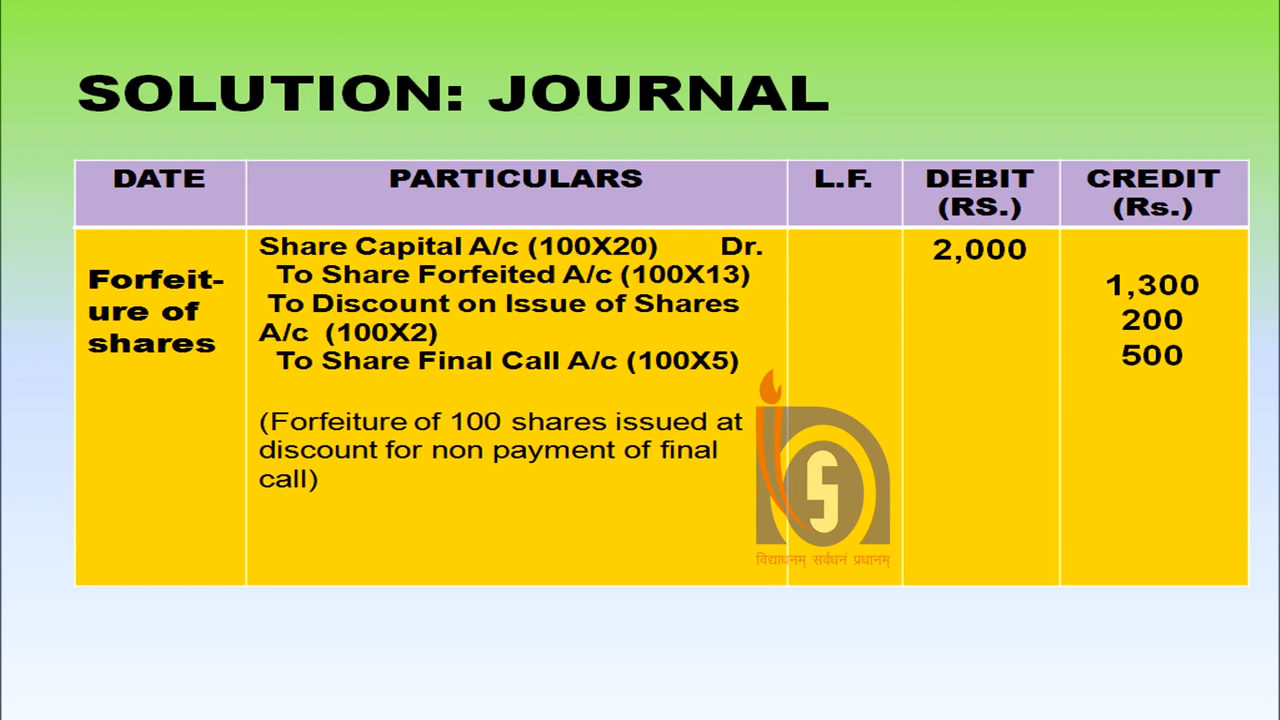 SOLUTION: JOURNAL
DATE PARTICULARS L.F. DEBIT (RS.) CREDIT (Rs.)
Forfeit-
ure of
shares
Share Capital A/c (100X20) Dr.
To Share Forfeited A/c (100X13)
To Discount on Issue of Shares
A/c (100X2)
To Share Final Call A/c (100X5)
(Forfeiture of 100 shares issued at
discount for non payment of final
call)
2,000
1,300
200
500
विद्याधनम् सर्वधनं प्रधानम्